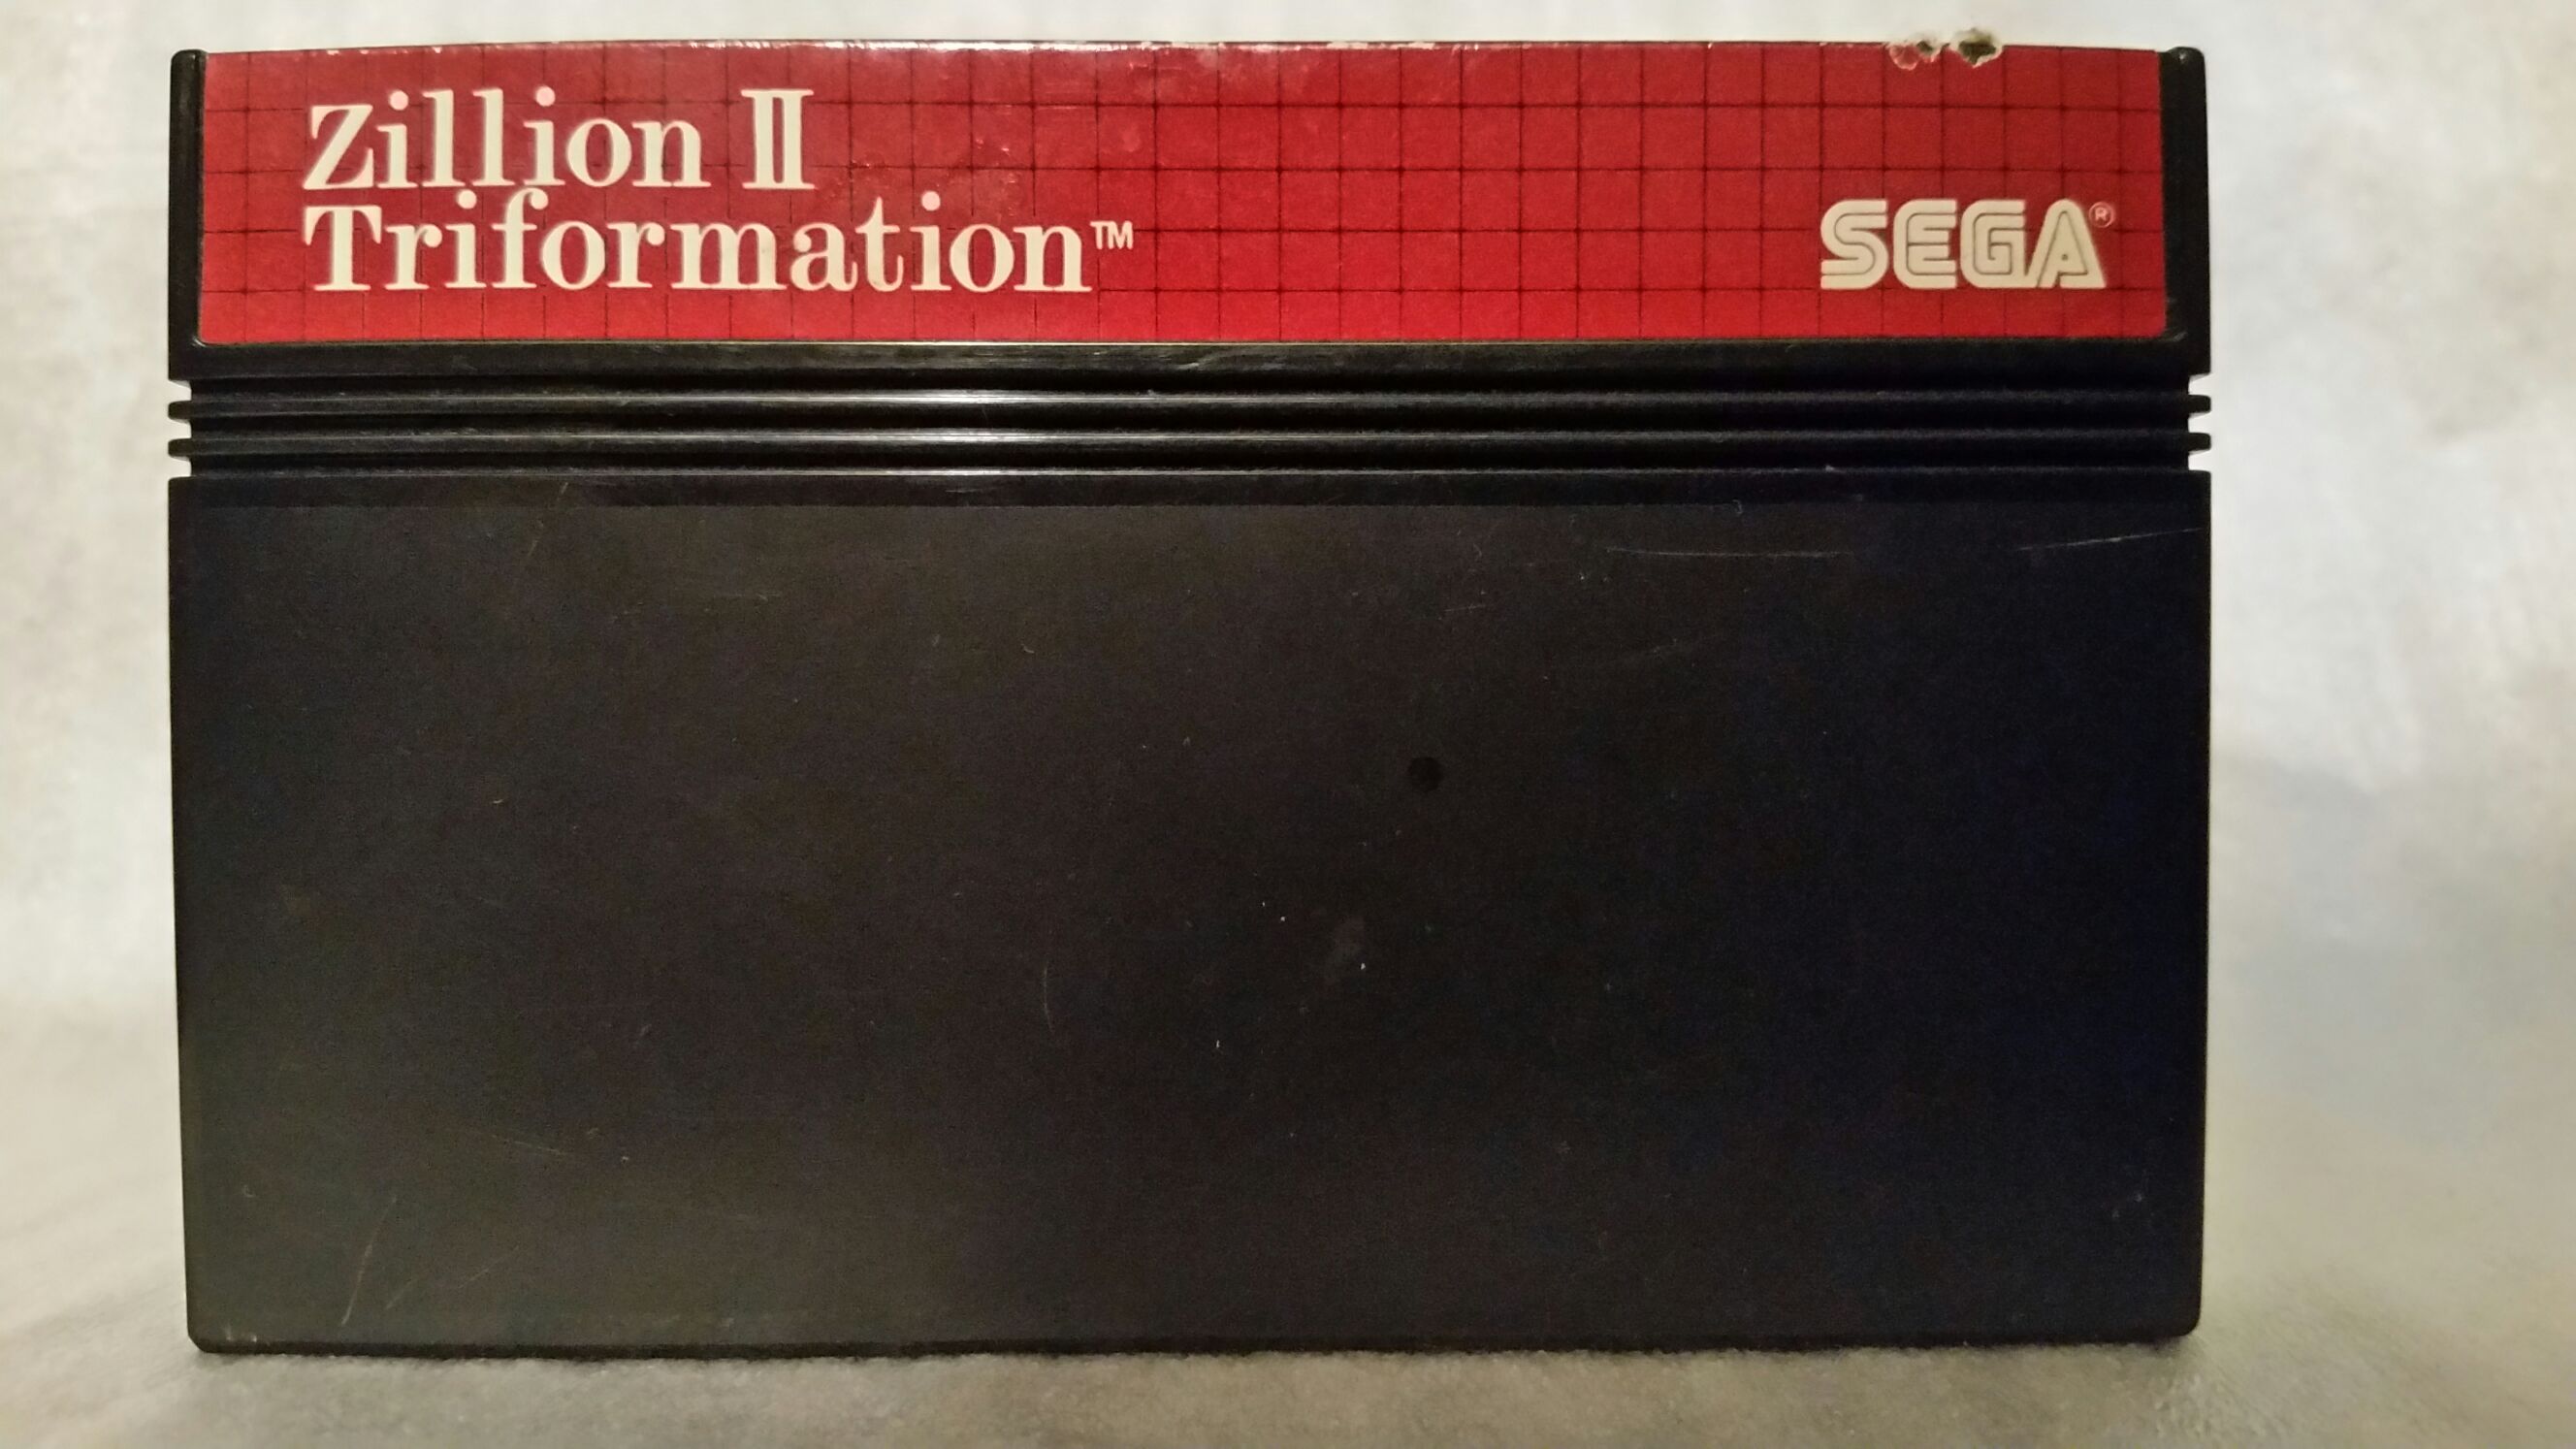 Zillion II
Triformation™
SEGA®